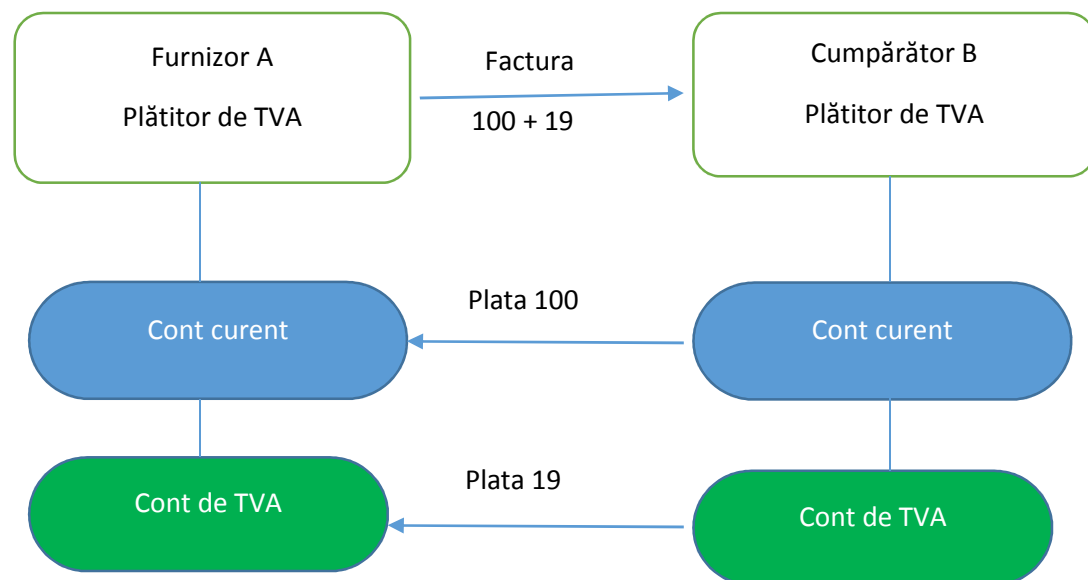 Furnizor A
Plătitor de TVA
Factura
100 + 19
Cumpărător B
Plătitor de TVA
Cont curent
Plata 100
Cont curent
Cont de TVA
Plata 19
Cont de TVA